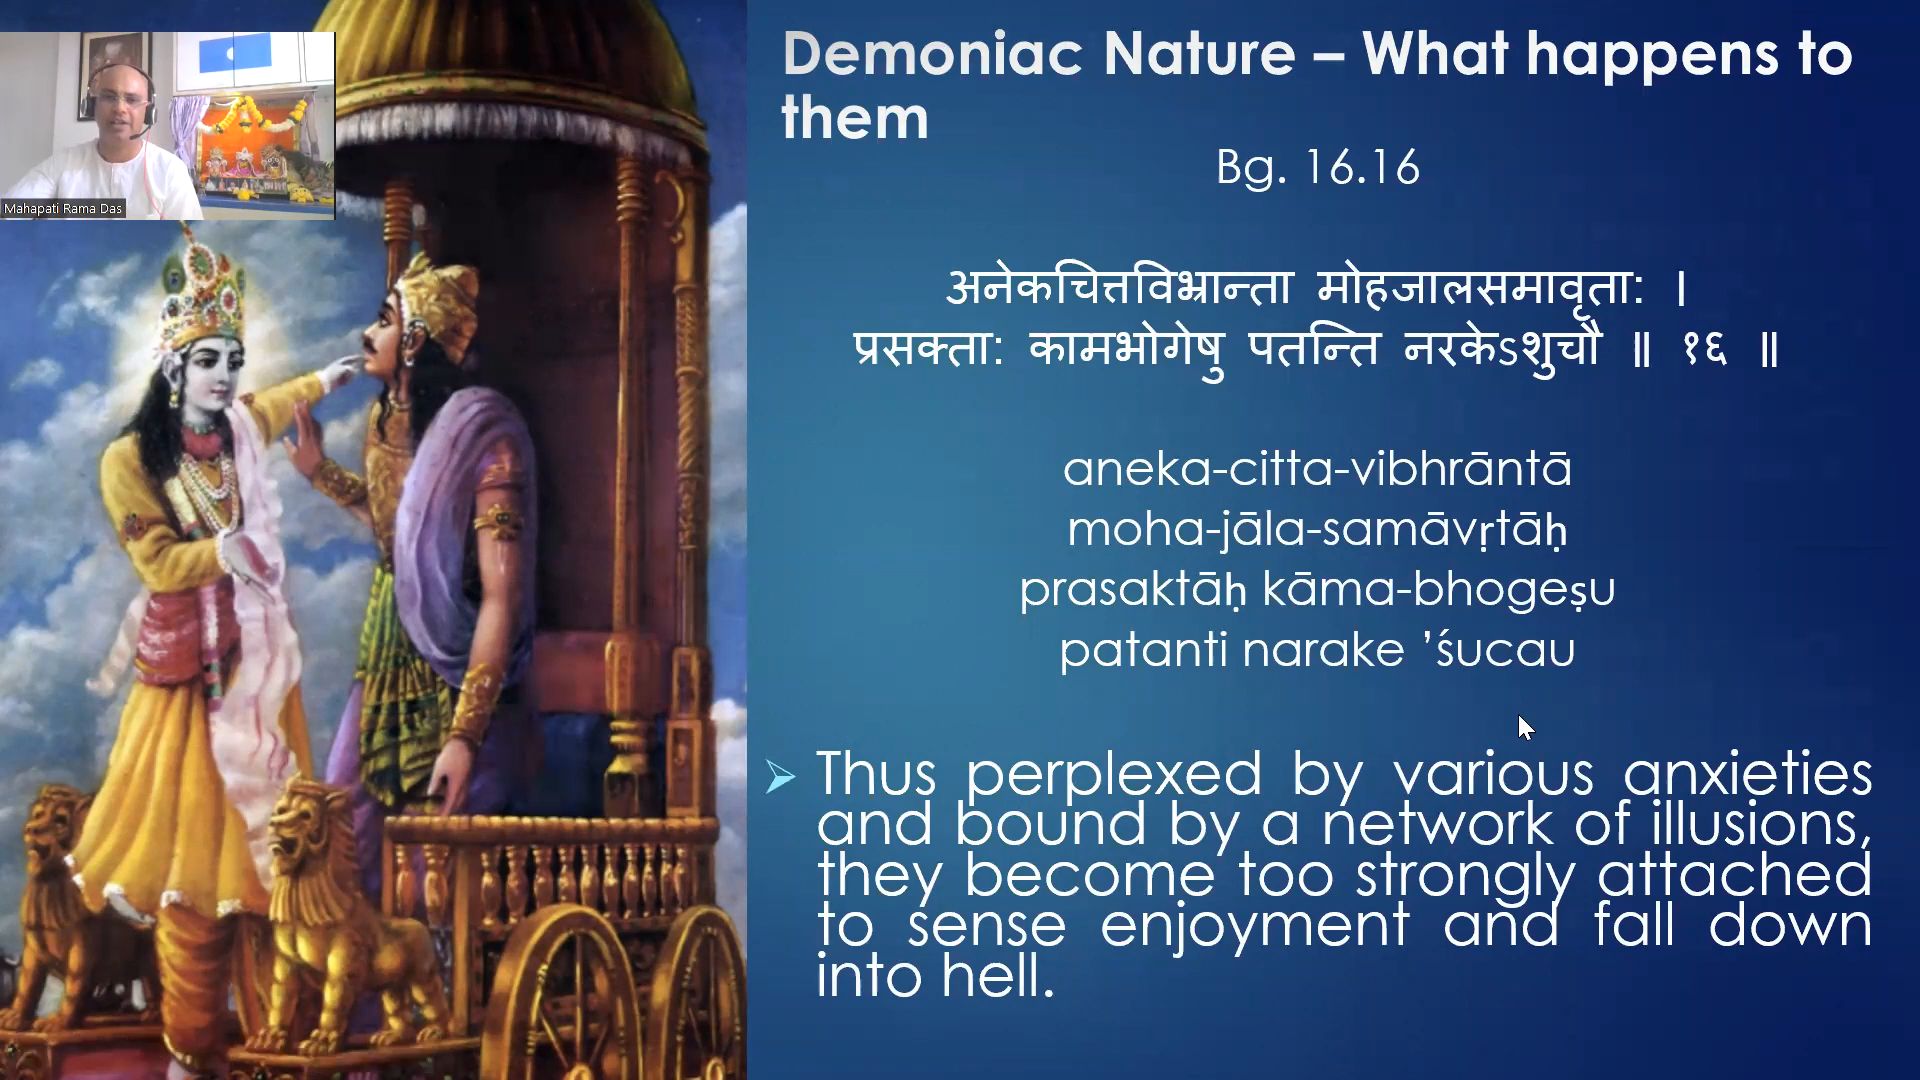 Mahapati Rama Das
Demoniac Nature – What happens to
them
Bg. 16.16
अनेकचित्तविभ्रान्ता मोहजालसमावृता: ।
प्रसक्ता: कामभोगेषु पतन्ति नरकेऽशुचौ ॥ १६ ॥
aneka-citta-vibhrāntā
moha-jāla-samāvṛtāḥ
prasaktāḥ kāma-bhogeṣu
patanti narake ’śucau
➢ Thus perplexed by various anxieties
and bound by a network of illusions,
they become too strongly attached
to sense enjoyment and fall down
into hell.